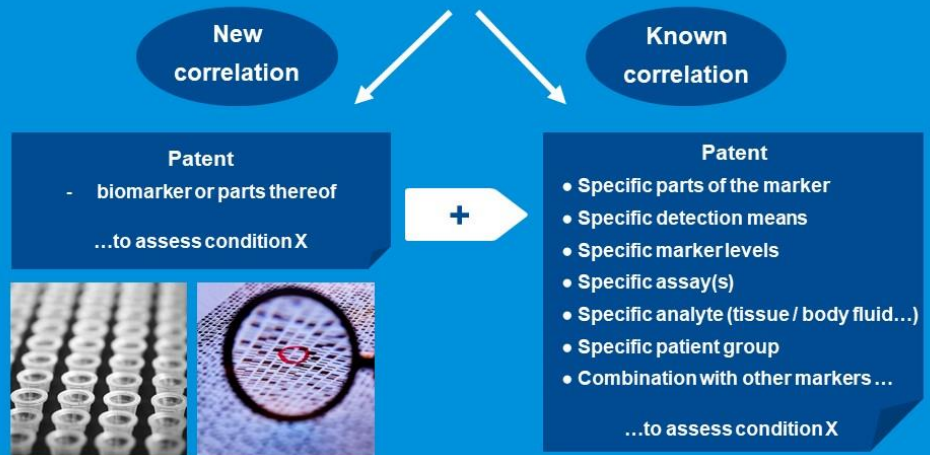 New
correlation
Known
correlation
Patent
- biomarker or parts thereof
...to assess condition X
+
Patent
● Specific parts of the marker
● Specific detection means
● Specific marker levels
● Specific assay(s)
● Specific analyte (tissue / body fluid...)
● Specific patient group
● Combination with other markers ...
...to assess condition X